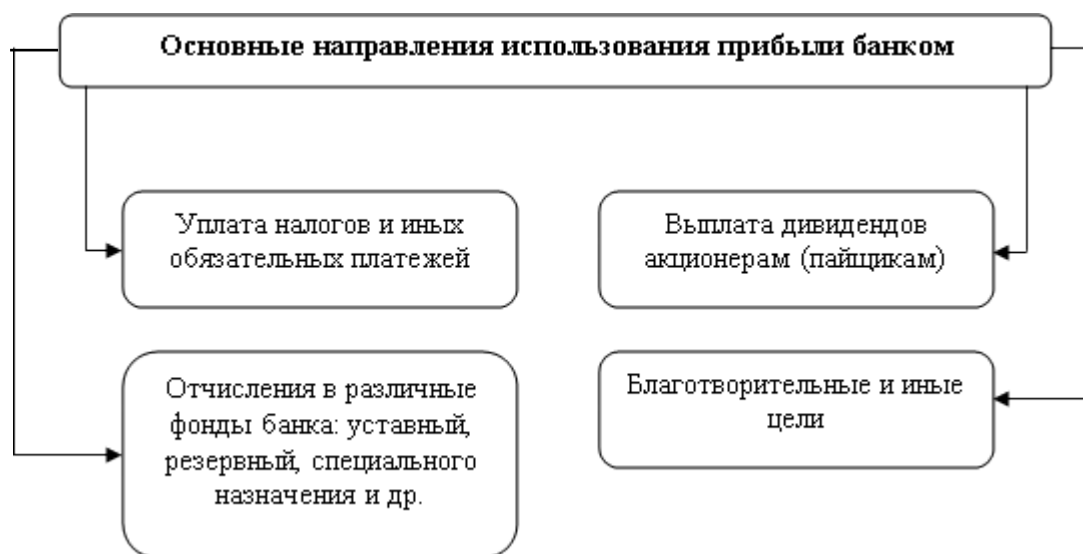 Основные направления использования прибыли банком
Уплата налогов и иных
обязательных платежей
Выплата дивидендов
акционерам (пайщикам)
Отчисления в различные
фонды банка: уставный,
резервный, специального
назначения и др.
Благотворительные и иные
цели